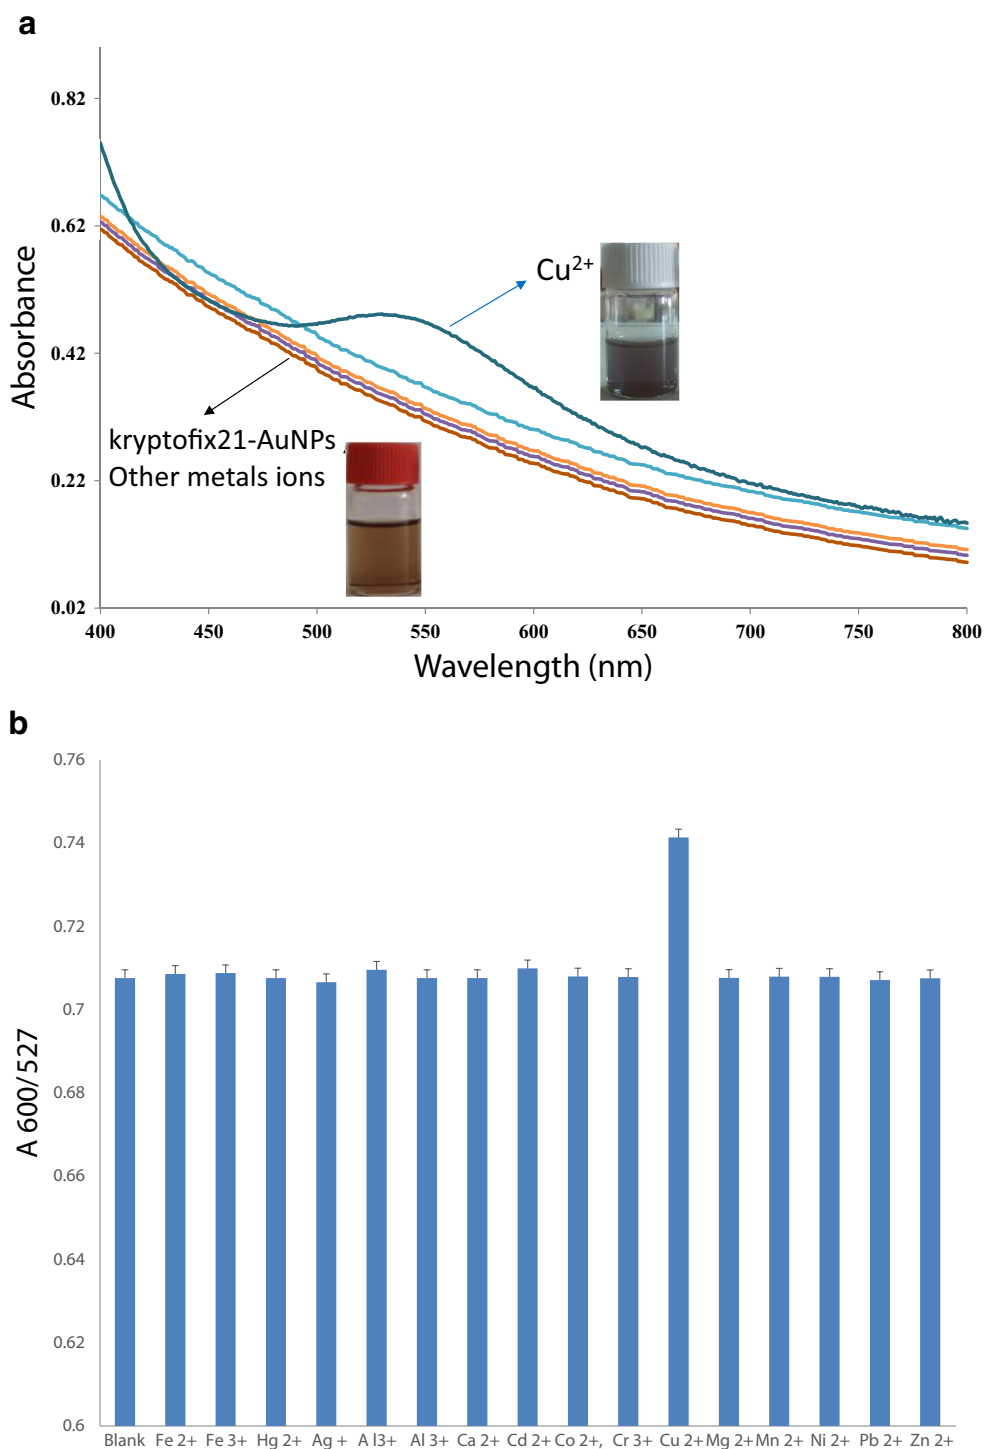 a
0.82
0.62
0.42
0.22
0.02
Absorbance
Cu2+
kryptofix21-AuNPs ,
Other metals ions
400 450 500 550 600 650 700 750 800
Wavelength (nm)
b
0.76
0.74
0.72
0.7
0.68
0.66
0.64
0.62
0.6
A 600/527
Blank Fe 2+ Fe 3+ Hg 2+ Ag + A l3+ Al 3+ Ca 2+ Cd 2+ Co 2+, Cr 3+ Cu 2+ Mg 2+ Mn 2+ Ni 2+ Pb 2+ Zn 2+